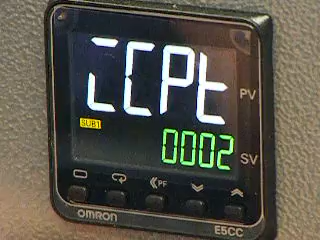 ICPt
PV
SUB1
0002
SV
PF
OMRON
E5CC